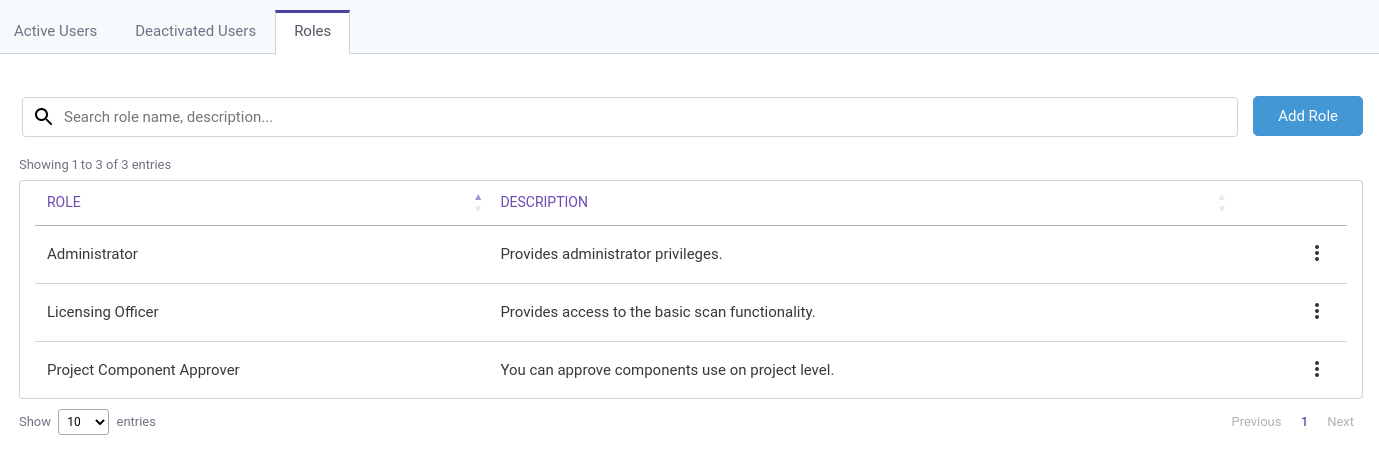 Active Users Deactivated Users Roles
Search role name, description...
Add Role
Showing 1 to 3 of 3 entries
ROLE DESCRIPTION
Administrator Provides administrator privileges.
Licensing Officer Provides access to the basic scan functionality.
Project Component Approver You can approve components use on project level.
Show 10 entries Previous 1 Next